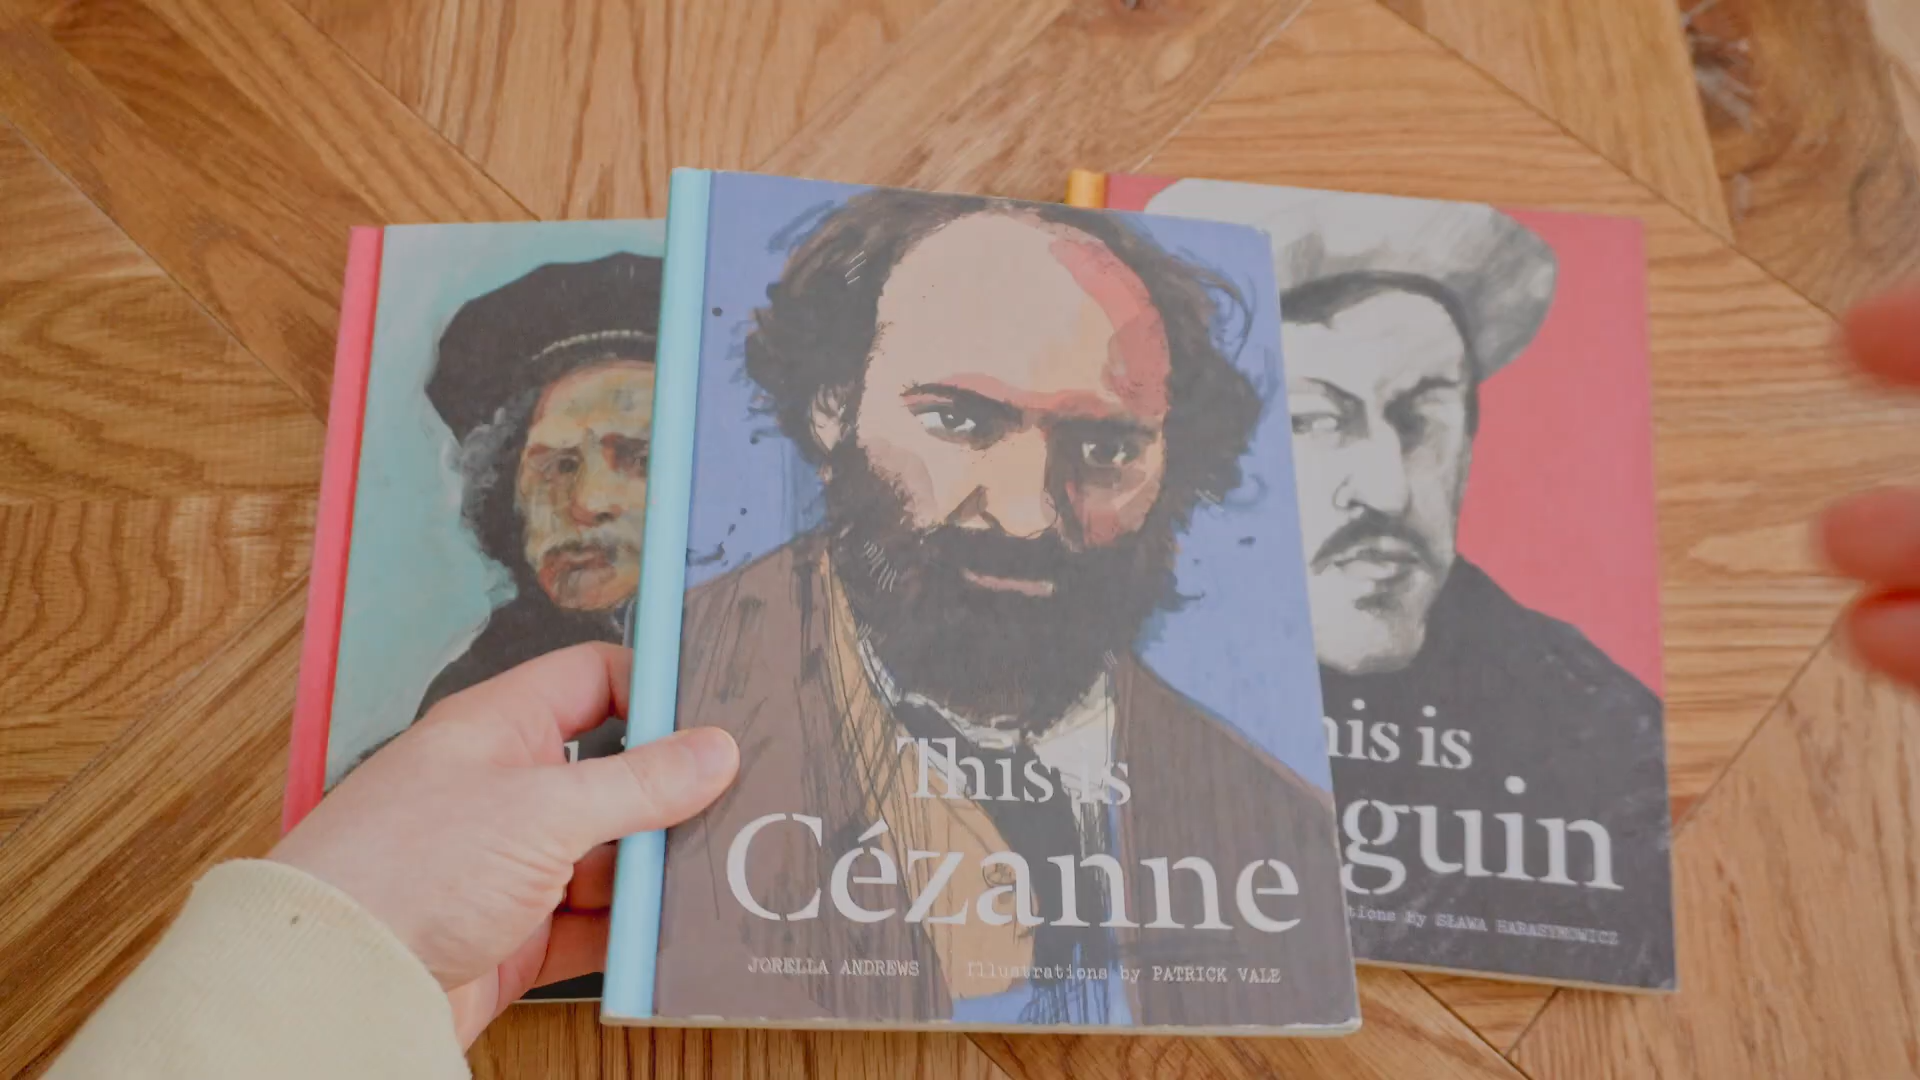 This is
Cézanne
JORELLA ANDREWS Illustrations by PATRICK VALE
his is
guin
tions by SŁAWA HARASYMOWICZ